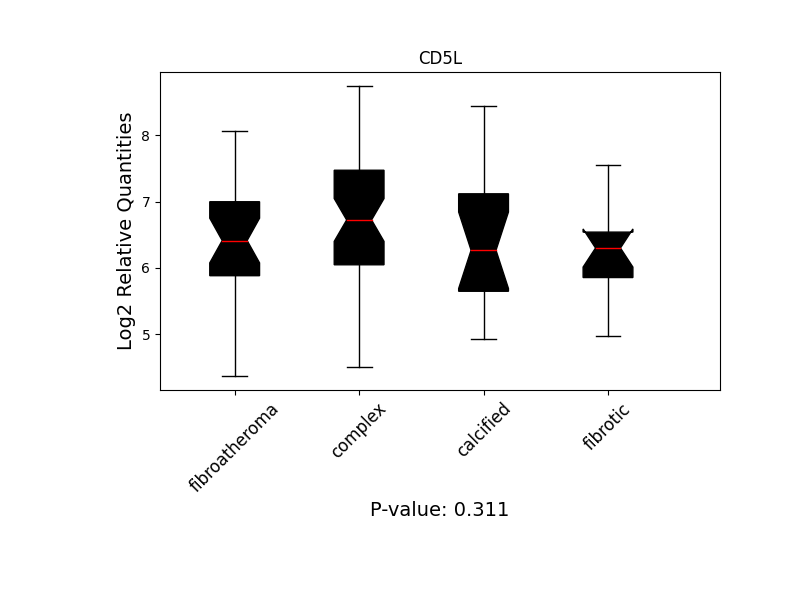 CD5L
Log2 Relative Quantities
8
7
6
5
fibroatheroma
complex
calcified
fibrotic
P-value: 0.311